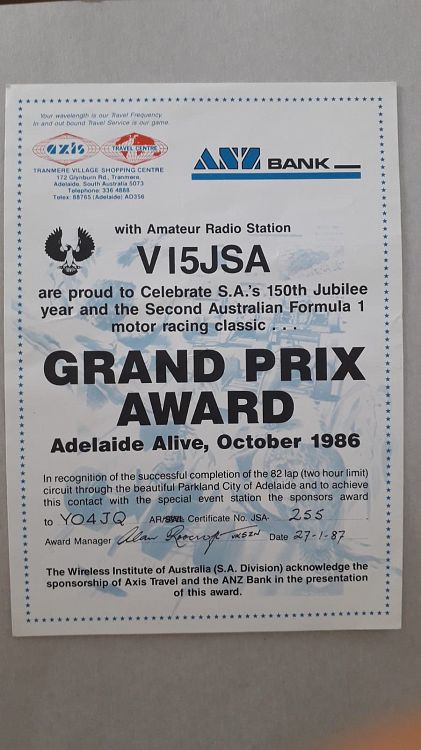 Your wavelength is our Travel Frequency.
In and out bound Travel Service is our game.
axis TRAVEL CENTRE
TRANMERE VILLAGE SHOPPING CENTRE
172 Glynburn Rd., Tranmere,
Adelaide, South Australia 5073
Telephone: 336 4888
Telex: 88765 (Adelaide) AD356
ANZ BANK
with Amateur Radio Station
VI5JSA
are proud to Celebrate S.A.'s 150th Jubilee
year and the Second Australian Formula 1
motor racing classic . . .
GRAND PRIX
AWARD
Adelaide Alive, October 1986
In recognition of the successful completion of the 82 lap (two hour limit)
circuit through the beautiful Parkland City of Adelaide and to achieve
this contact with the special event station the sponsors award
to YO4JQ AR/SWL Certificate No. JSA- 255
Award Manager Alan VK5ZN Date 27-1-87
The Wireless Institute of Australia (S.A. Division) acknowledge the
sponsorship of Axis Travel and the ANZ Bank in the presentation
of this award.